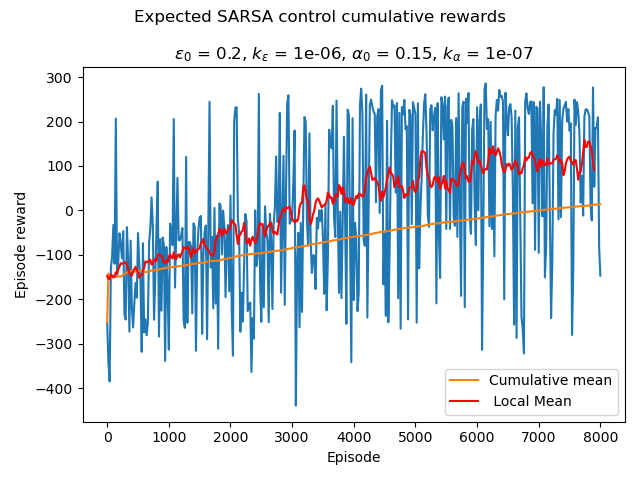 Expected SARSA control cumulative rewards
ε₀ = 0.2, kε = 1e-06, α₀ = 0.15, kα = 1e-07
300
200
100
0
−100
−200
−300
−400
Episode reward
0 1000 2000 3000 4000 5000 6000 7000 8000
Episode
Cumulative mean
Local Mean